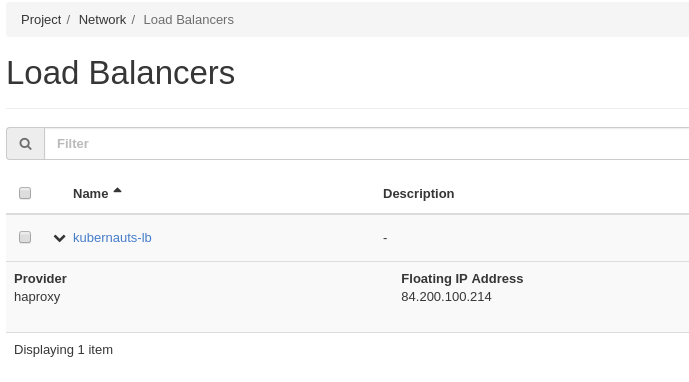 Project / Network / Load Balancers
Load Balancers
Filter
Name Description
kubernauts-lb -
Provider Floating IP Address
haproxy 84.200.100.214
Displaying 1 item